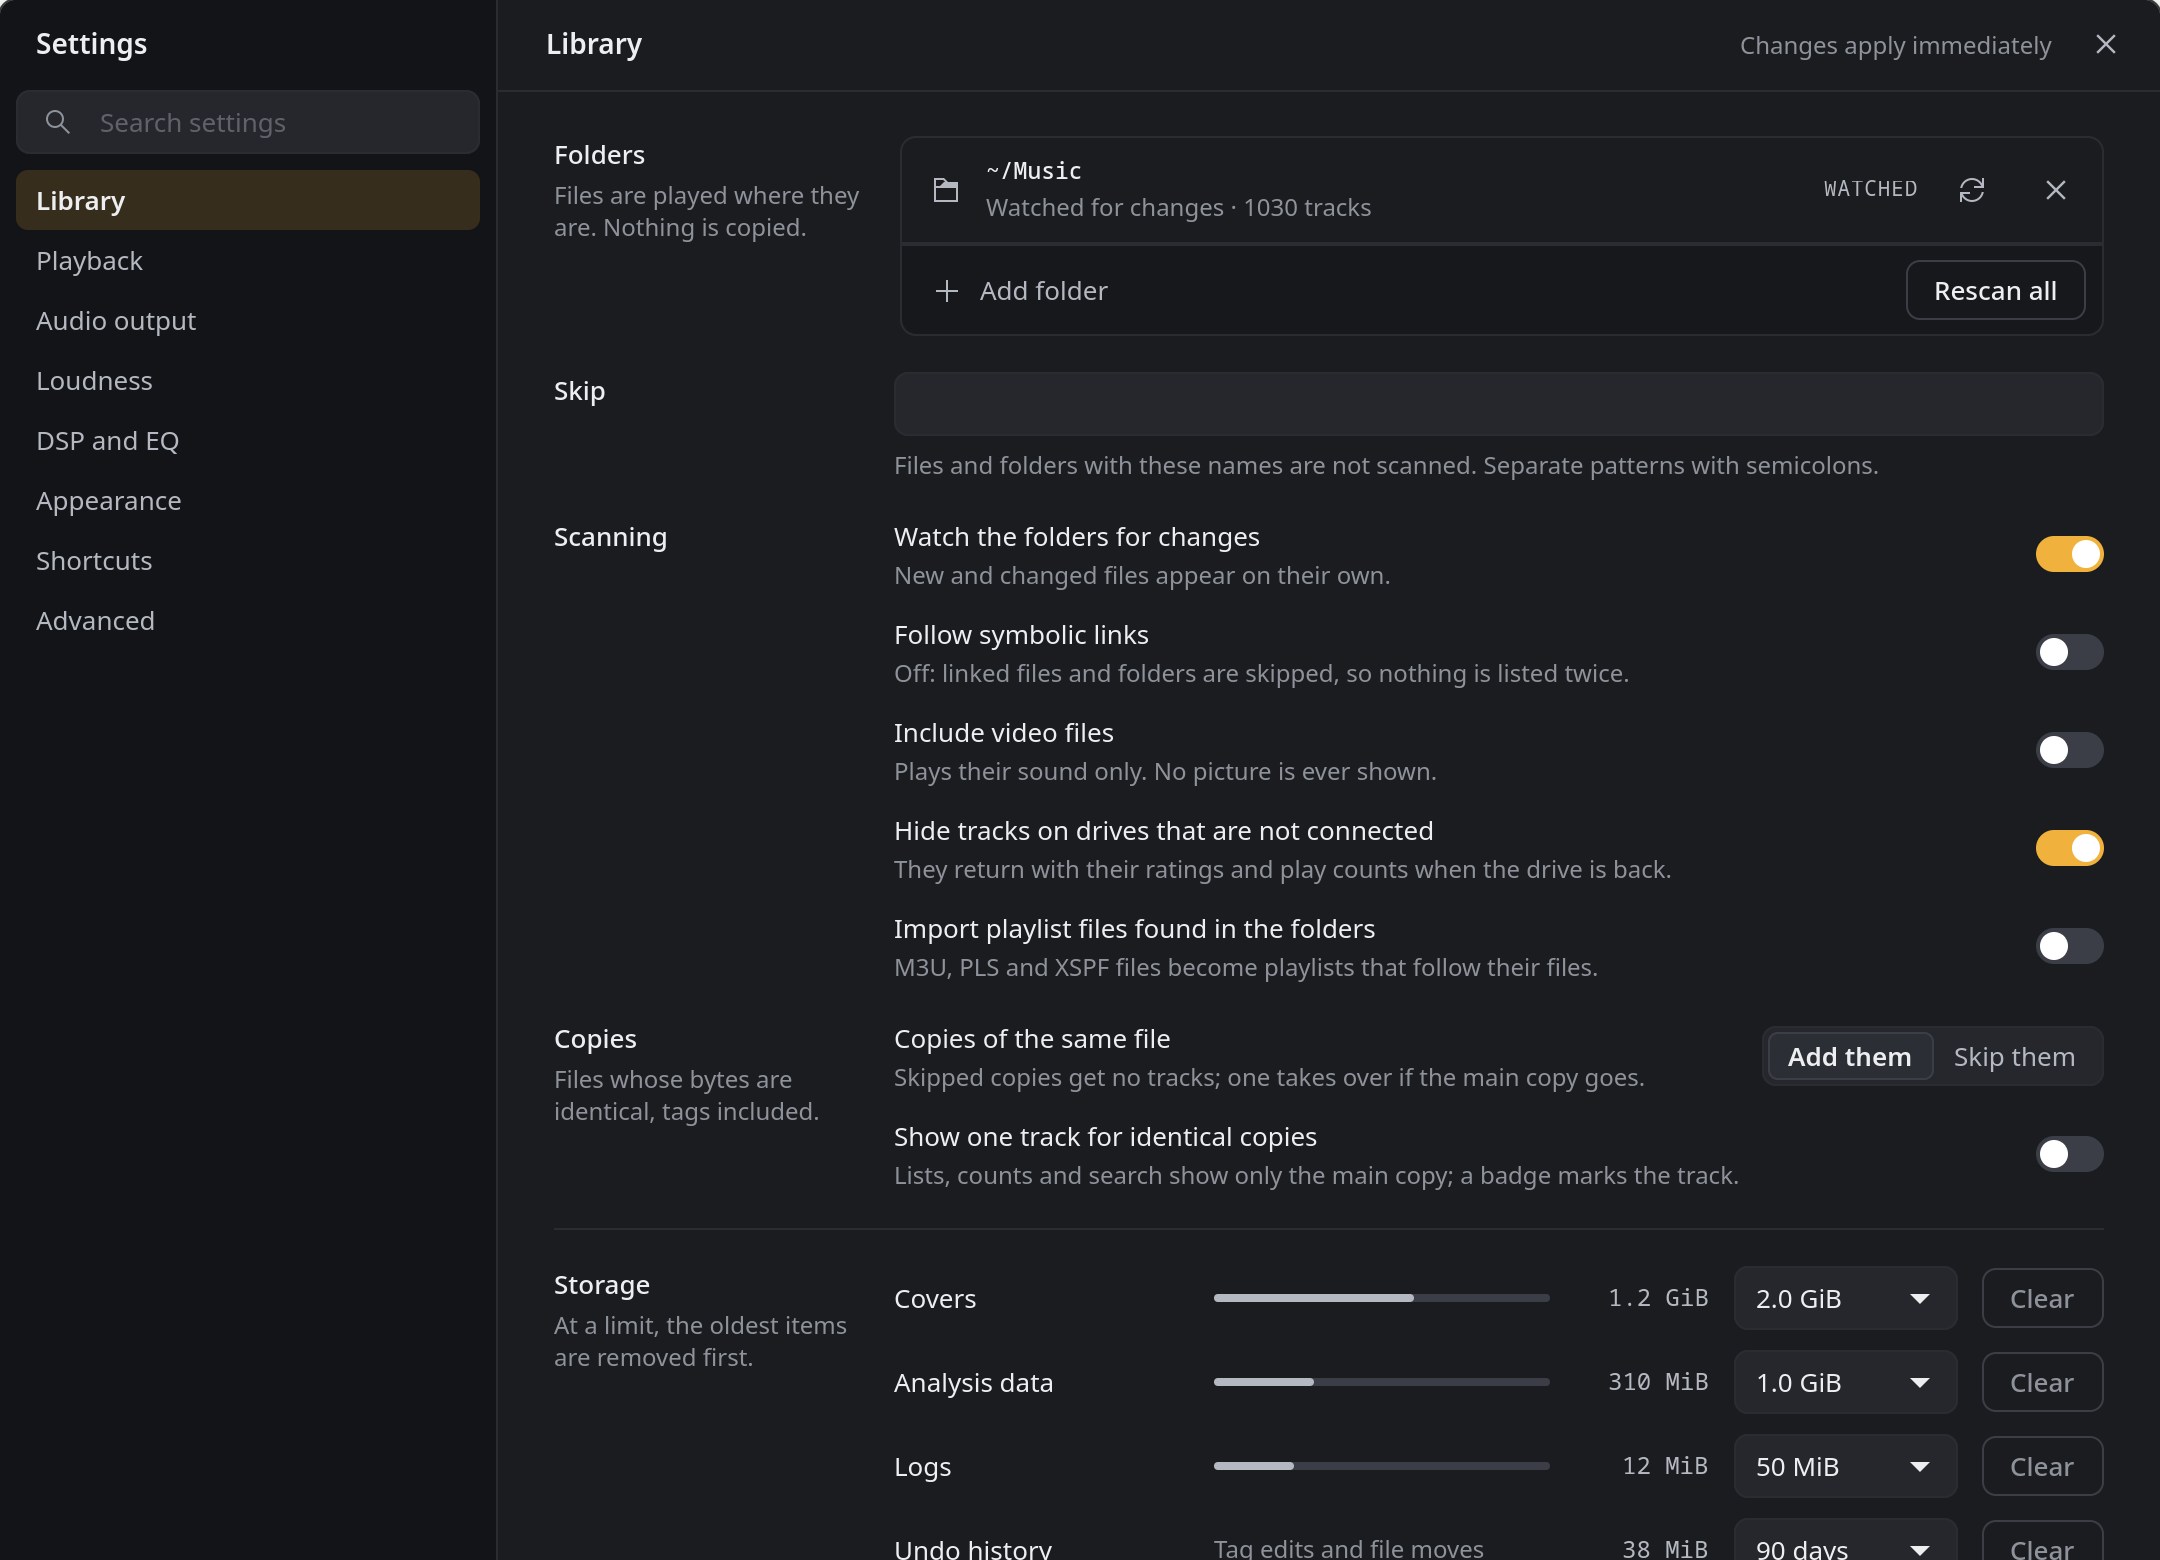 Settings
Search settings
Library
Playback
Audio output
Loudness
DSP and EQ
Appearance
Shortcuts
Advanced
Library
Changes apply immediately
Folders
Files are played where they
are. Nothing is copied.
~/Music
Watched for changes · 1030 tracks
WATCHED
Add folder
Rescan all
Skip
Files and folders with these names are not scanned. Separate patterns with semicolons.
Scanning
Watch the folders for changes
New and changed files appear on their own.
Follow symbolic links
Off: linked files and folders are skipped, so nothing is listed twice.
Include video files
Plays their sound only. No picture is ever shown.
Hide tracks on drives that are not connected
They return with their ratings and play counts when the drive is back.
Import playlist files found in the folders
M3U, PLS and XSPF files become playlists that follow their files.
Copies
Files whose bytes are
identical, tags included.
Copies of the same file
Skipped copies get no tracks; one takes over if the main copy goes.
Add them
Skip them
Show one track for identical copies
Lists, counts and search show only the main copy; a badge marks the track.
Storage
At a limit, the oldest items
are removed first.
Covers
1.2 GiB
2.0 GiB
Clear
Analysis data
310 MiB
1.0 GiB
Clear
Logs
12 MiB
50 MiB
Clear
Undo history
Tag edits and file moves
38 MiB
90 days
Clear